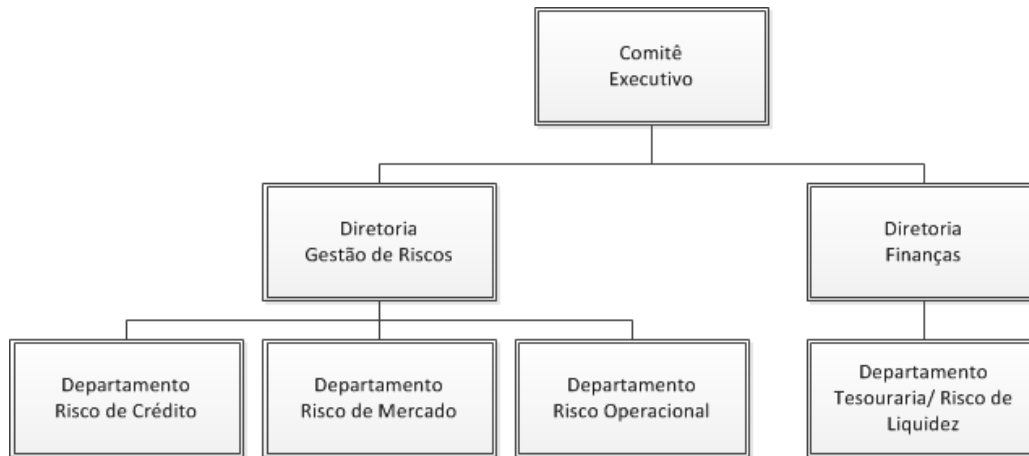 Comitê
Executivo
Diretoria
Gestão de Riscos
Diretoria
Finanças
Departamento
Risco de Crédito
Departamento
Risco de Mercado
Departamento
Risco Operacional
Departamento
Tesouraria/ Risco de
Liquidez